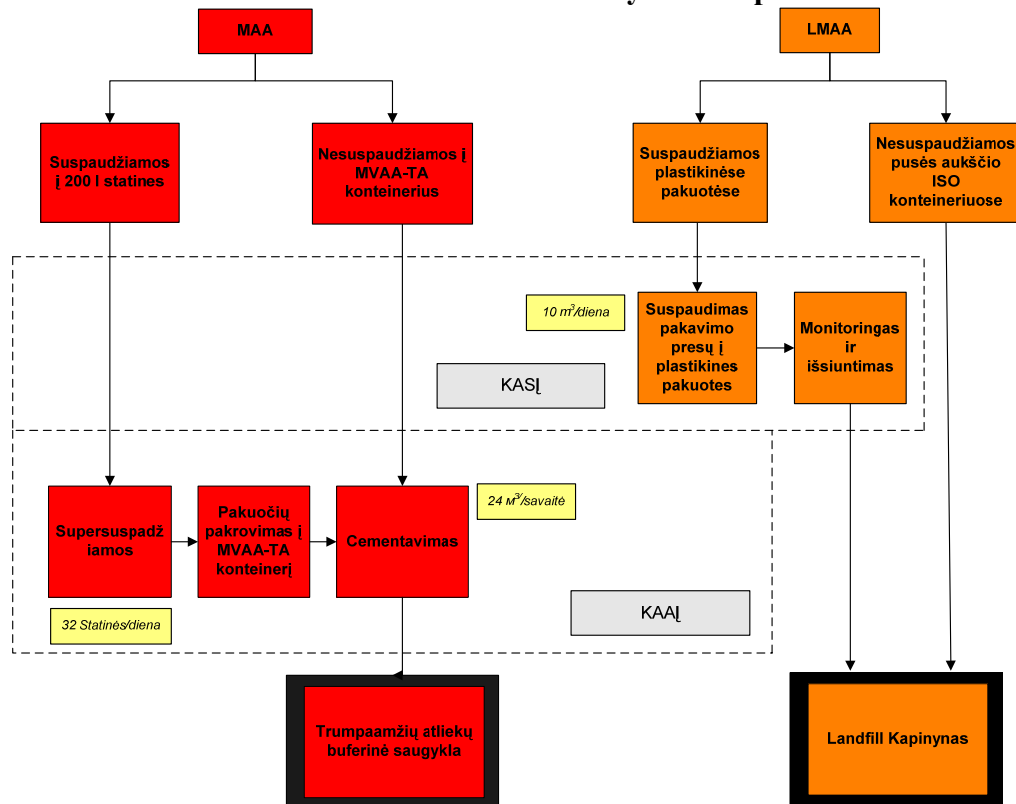 MAA
LMAA
Suspaudžiamos
į 200 l statines
Nesuspaudžiamos į
MVAA-TA
konteinerius
Suspaudžiamos
plastikinėse
pakuotėse
Nesuspaudžiamos
pusės aukščio
ISO
konteineriuose
10 m³/diena
Suspaudimas
pakavimo
presų į
plastikines
pakuotes
Monitoringas
ir
išsiuntimas
KASĮ
24 м³/savaitė
Supersuspadž
iamos
Pakuočių
pakrovimas į
MVAA-TA
konteinerį
Cementavimas
32 Statinės/diena
KAAĮ
Trumpaamžių atliekų
buferinė saugykla
Landfill Kapinynas